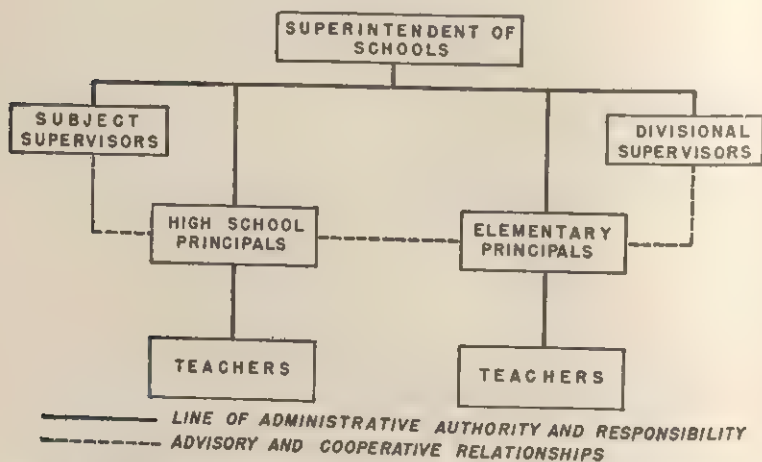 SUPERINTENDENT OF
SCHOOLS
SUBJECT
SUPERVISORS
DIVISIONAL
SUPERVISORS
HIGH SCHOOL
PRINCIPALS
ELEMENTARY
PRINCIPALS
TEACHERS
TEACHERS
LINE OF ADMINISTRATIVE AUTHORITY AND RESPONSIBILITY
ADVISORY AND COOPERATIVE RELATIONSHIPS